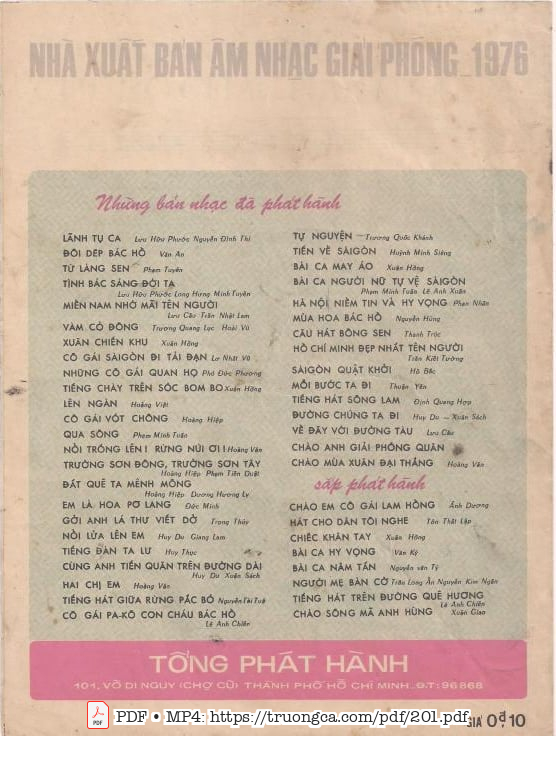 NHÀ XUẤT BẢN ÂM NHẠC GIẢI PHÓNG_1976
Những bản nhạc đã phát hành
LÃNH TỤ CA Lưu Hữu Phước Nguyễn Đình Thi
ĐÔI DÉP BÁC HỒ Văn An
TỪ LÀNG SEN Phạm Tuyên
TÌNH BÁC SÁNG ĐỜI TA
Lưu Hữu Phước Long Hưng Minh Tuyền
MIỀN NAM NHỚ MÃI TÊN NGƯỜI
Lưu Cầu Trần Nhật Lam
VÀM CỎ ĐÔNG Trương Quang Lục Hoài Vũ
XUÂN CHIẾN KHU Xuân Hồng
CÔ GÁI SÀIGÒN ĐI TẢI ĐẠN Lư Nhất Vũ
NHỮNG CÔ GÁI QUAN HỌ Phó Đức Phương
TIẾNG CHÀY TRÊN SÓC BOM BO Xuân Hồng
LÊN NGÀN Hoàng Việt
CÔ GÁI VÓT CHÔNG Hoàng Hiệp
QUA SÔNG Phạm Minh Tuấn
NỔI TRỐNG LÊN! RỪNG NÚI ƠI! Hoàng Vân
TRƯỜNG SƠN ĐÔNG, TRƯỜNG SƠN TÂY
Hoàng Hiệp Phạm Tiến Duật
ĐẤT QUÊ TA MÊNH MÔNG
Hoàng Hiệp Dương Hương Ly
EM LÀ HOA PƠ LANG Đức Minh
GỞI ANH LÁ THƯ VIẾT DỞ Trọng Thủy
NỔI LỬA LÊN EM Huy Du Giang Lam
TIẾNG ĐÀN TA LƯ Huy Thục
CÙNG ANH TIẾN QUÂN TRÊN ĐƯỜNG DÀI
Huy Du Xuân Sách
HAI CHỊ EM Hoàng Vân
TIẾNG HÁT GIỮA RỪNG PẮC BÓ Nguyễn Tài Tuệ
CÔ GÁI PA-KÔ CON CHÁU BÁC HỒ
Lê Anh Chiến
TỰ NGUYỆN - Trương Quốc Khánh
TIẾN VỀ SÀIGÒN Huỳnh Minh Siêng
BÀI CA MAY ÁO Xuân Hồng
BÀI CA NGƯỜI NỮ TỰ VỆ SÀIGÒN
Phạm Minh Tuấn Lê Anh Xuân
HÀ NỘI NIỀM TIN VÀ HY VỌNG Phan Nhân
MÙA HOA BÁC HỒ Nguyễn Hùng
CÂU HÁT BÔNG SEN Thanh Trúc
HỒ CHÍ MINH ĐẸP NHẤT TÊN NGƯỜI
Trần Kiết Tường
SÀIGÒN QUẬT KHỞI Hồ Bắc
MỖI BƯỚC TA ĐI Thuận Yến
TIẾNG HÁT SÔNG LAM Đinh Quang Hợp
ĐƯỜNG CHÚNG TA ĐI Huy Du - Xuân Sách
VỀ ĐÂY VỚI ĐƯỜNG TÀU Lưu Cầu
CHÀO ANH GIẢI PHÓNG QUÂN
CHÀO MÙA XUÂN ĐẠI THẮNG Hoàng Vân
sắp phát hành
CHÀO EM CÔ GÁI LAM HỒNG Ánh Dương
HÁT CHO DÂN TÔI NGHE Tôn Thất Lập
CHIẾC KHĂN TAY Xuân Hồng
BÀI CA HY VỌNG Văn Ký
BÀI CA NĂM TẤN Nguyễn văn Tý
NGƯỜI MẸ BÀN CỜ Trần Long Ẩn Nguyễn Kim Ngân
TIẾNG HÁT TRÊN ĐƯỜNG QUÊ HƯƠNG
Lê Anh Chiến
CHÀO SÔNG MÃ ANH HÙNG Xuân Giao
TỔNG PHÁT HÀNH
101, VÕ DI NGUY (CHỢ CŨ) THÀNH PHỐ HỒ CHÍ MINH_ĐT: 96868
PDF • MP4: https://truongca.com/pdf/201.pdf
GIÁ 0đ,10